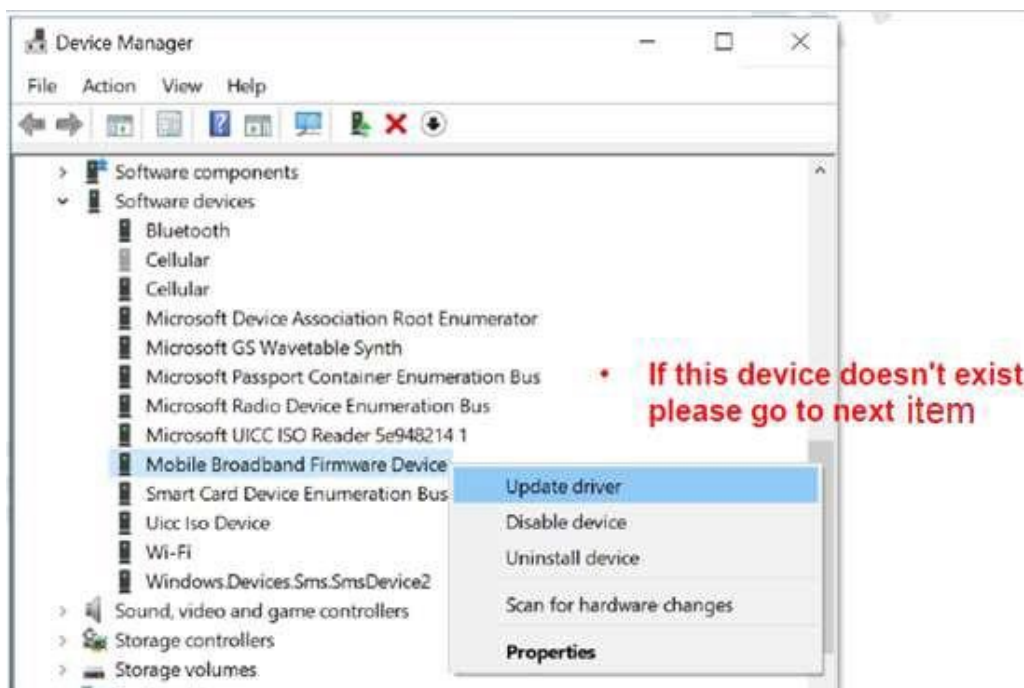 Device Manager
File Action View Help
Software components
Software devices
Bluetooth
Cellular
Cellular
Microsoft Device Association Root Enumerator
Microsoft GS Wavetable Synth
Microsoft Passport Container Enumeration Bus
Microsoft Radio Device Enumeration Bus
Microsoft UICC ISO Reader 5e948214 1
Mobile Broadband Firmware Device
Smart Card Device Enumeration Bus
Uicc Iso Device
Wi-Fi
Windows.Devices.Sms.SmsDevice2
Sound, video and game controllers
Storage controllers
Storage volumes
Update driver
Disable device
Uninstall device
Scan for hardware changes
Properties
• If this device doesn't exist
please go to next item